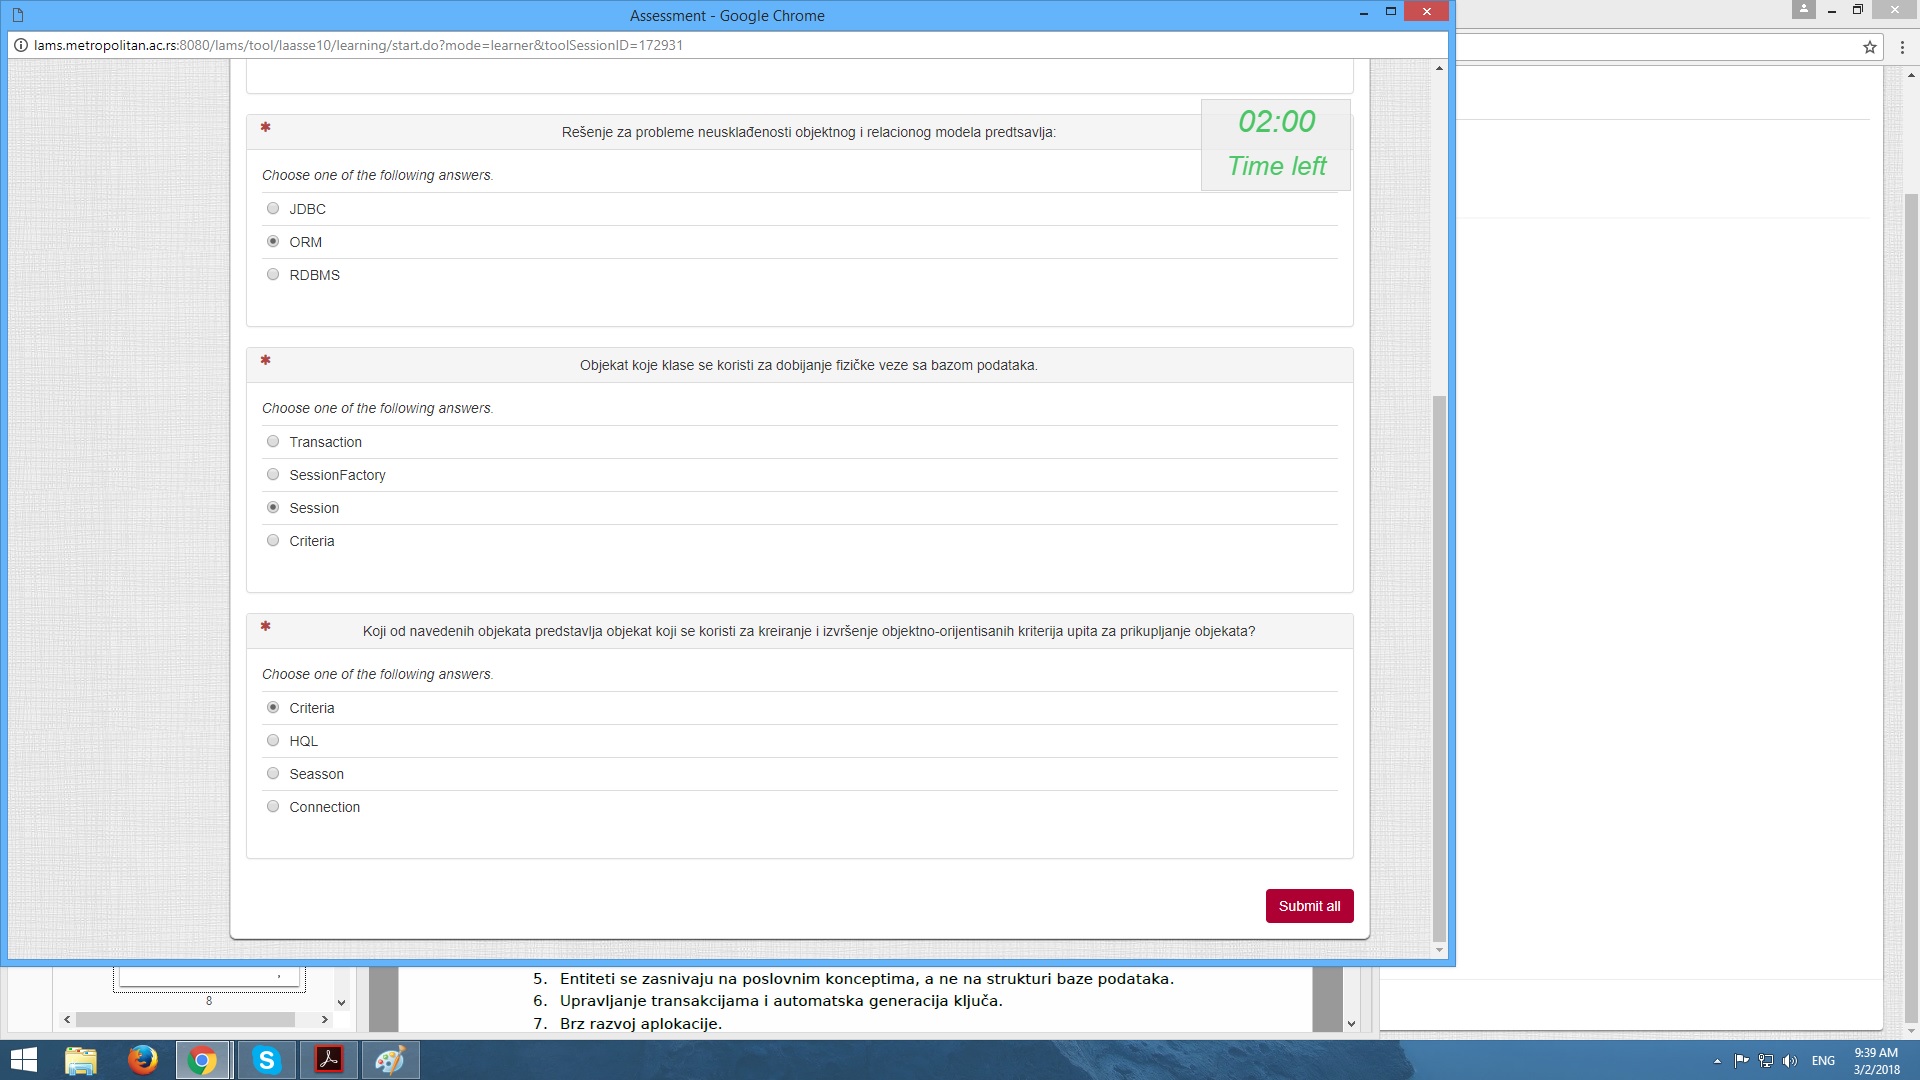 Assessment - Google Chrome
lams.metropolitan.ac.rs:8080/lams/tool/laasse10/learning/start.do?mode=learner&toolSessionID=172931
02:00
Time left
* Rešenje za probleme neusklađenosti objektnog i relacionog modela predtsavlja:
Choose one of the following answers.
JDBC
ORM
RDBMS
* Objekat koje klase se koristi za dobijanje fizičke veze sa bazom podataka.
Choose one of the following answers.
Transaction
SessionFactory
Session
Criteria
* Koji od navedenih objekata predstavlja objekat koji se koristi za kreiranje i izvršenje objektno-orijentisanih kriterija upita za prikupljanje objekata?
Choose one of the following answers.
Criteria
HQL
Seasson
Connection
Submit all
8
5. Entiteti se zasnivaju na poslovnim konceptima, a ne na strukturi baze podataka.
6. Upravljanje transakcijama i automatska generacija ključa.
7. Brz razvoj aplokacije.
ENG
9:39 AM
3/2/2018